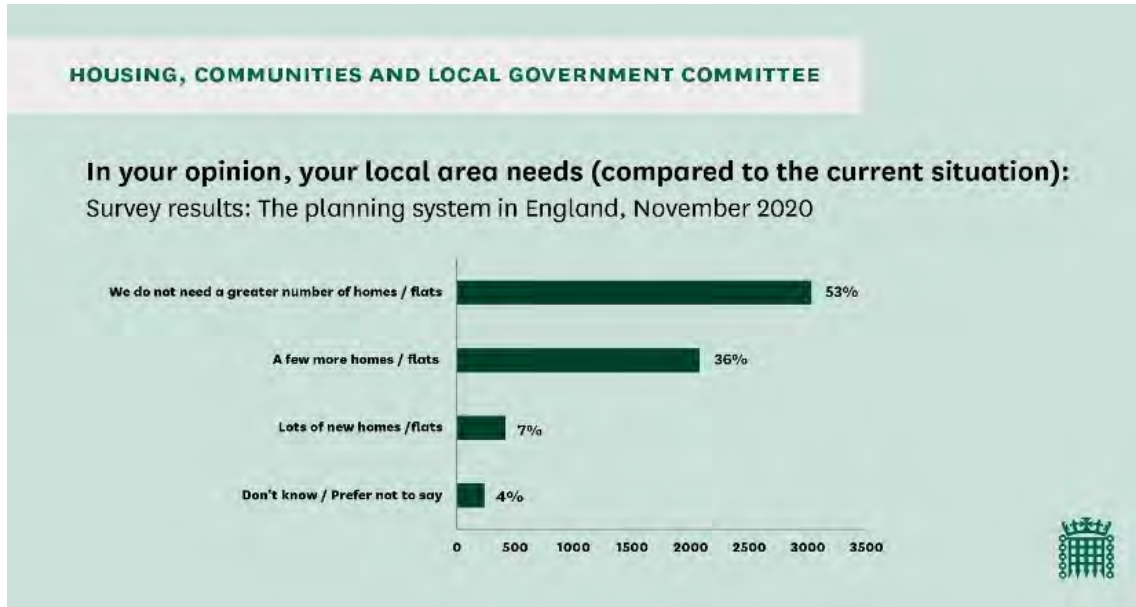 HOUSING, COMMUNITIES AND LOCAL GOVERNMENT COMMITTEE
In your opinion, your local area needs (compared to the current situation):
Survey results: The planning system in England, November 2020
We do not need a greater number of homes / flats 53%
A few more homes / flats 36%
Lots of new homes /flats 7%
Don't know / Prefer not to say 4%
0 500 1000 1500 2000 2500 3000 3500